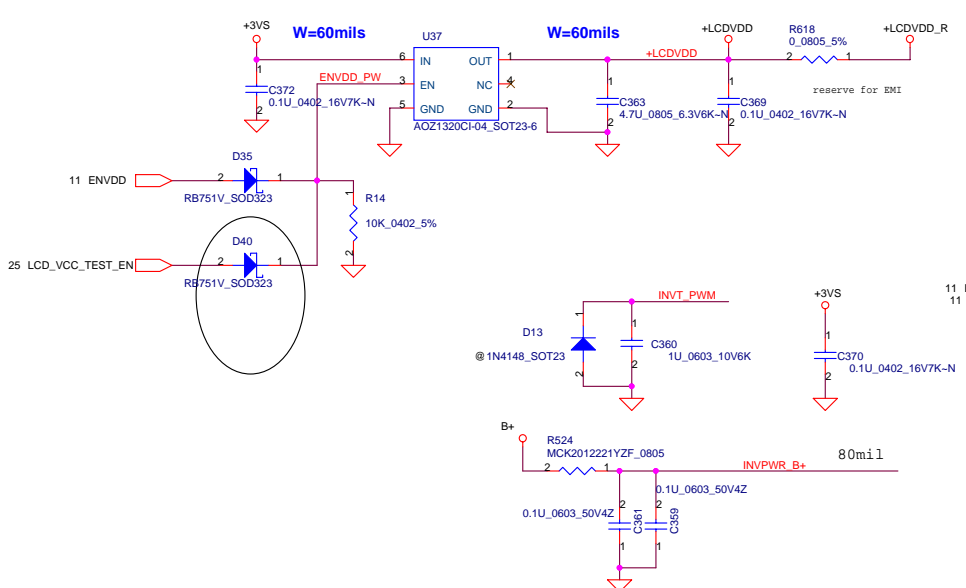 +3VS
W=60mils
U37
W=60mils
+LCDVDD
R618
0_0805_5%
+LCDVDD_R
6 IN OUT 1
+LCDVDD
2 1
1
C372
0.1U_0402_16V7K~N
2
ENVDD_PW
3 EN NC 4
5 GND GND 2
AOZ1320CI-04_SOT23-6
1
C363
4.7U_0805_6.3V6K~N
2
1
C369
0.1U_0402_16V7K~N
2
reserve for EMI
D35
11 ENVDD
2 1
RB751V_SOD323
1
R14
10K_0402_5%
2
D40
25 LCD_VCC_TEST_EN
2 1
RB751V_SOD323
INVT_PWM
1
D13
@ 1N4148_SOT23
2
1
C360
1U_0603_10V6K
2
+3VS
1
C370
0.1U_0402_16V7K~N
2
11
11
B+
R524
MCK2012221YZF_0805
2 1
INVPWR_B+
80mil
0.1U_0603_50V4Z
0.1U_0603_50V4Z
2
C361
1
2
C359
1